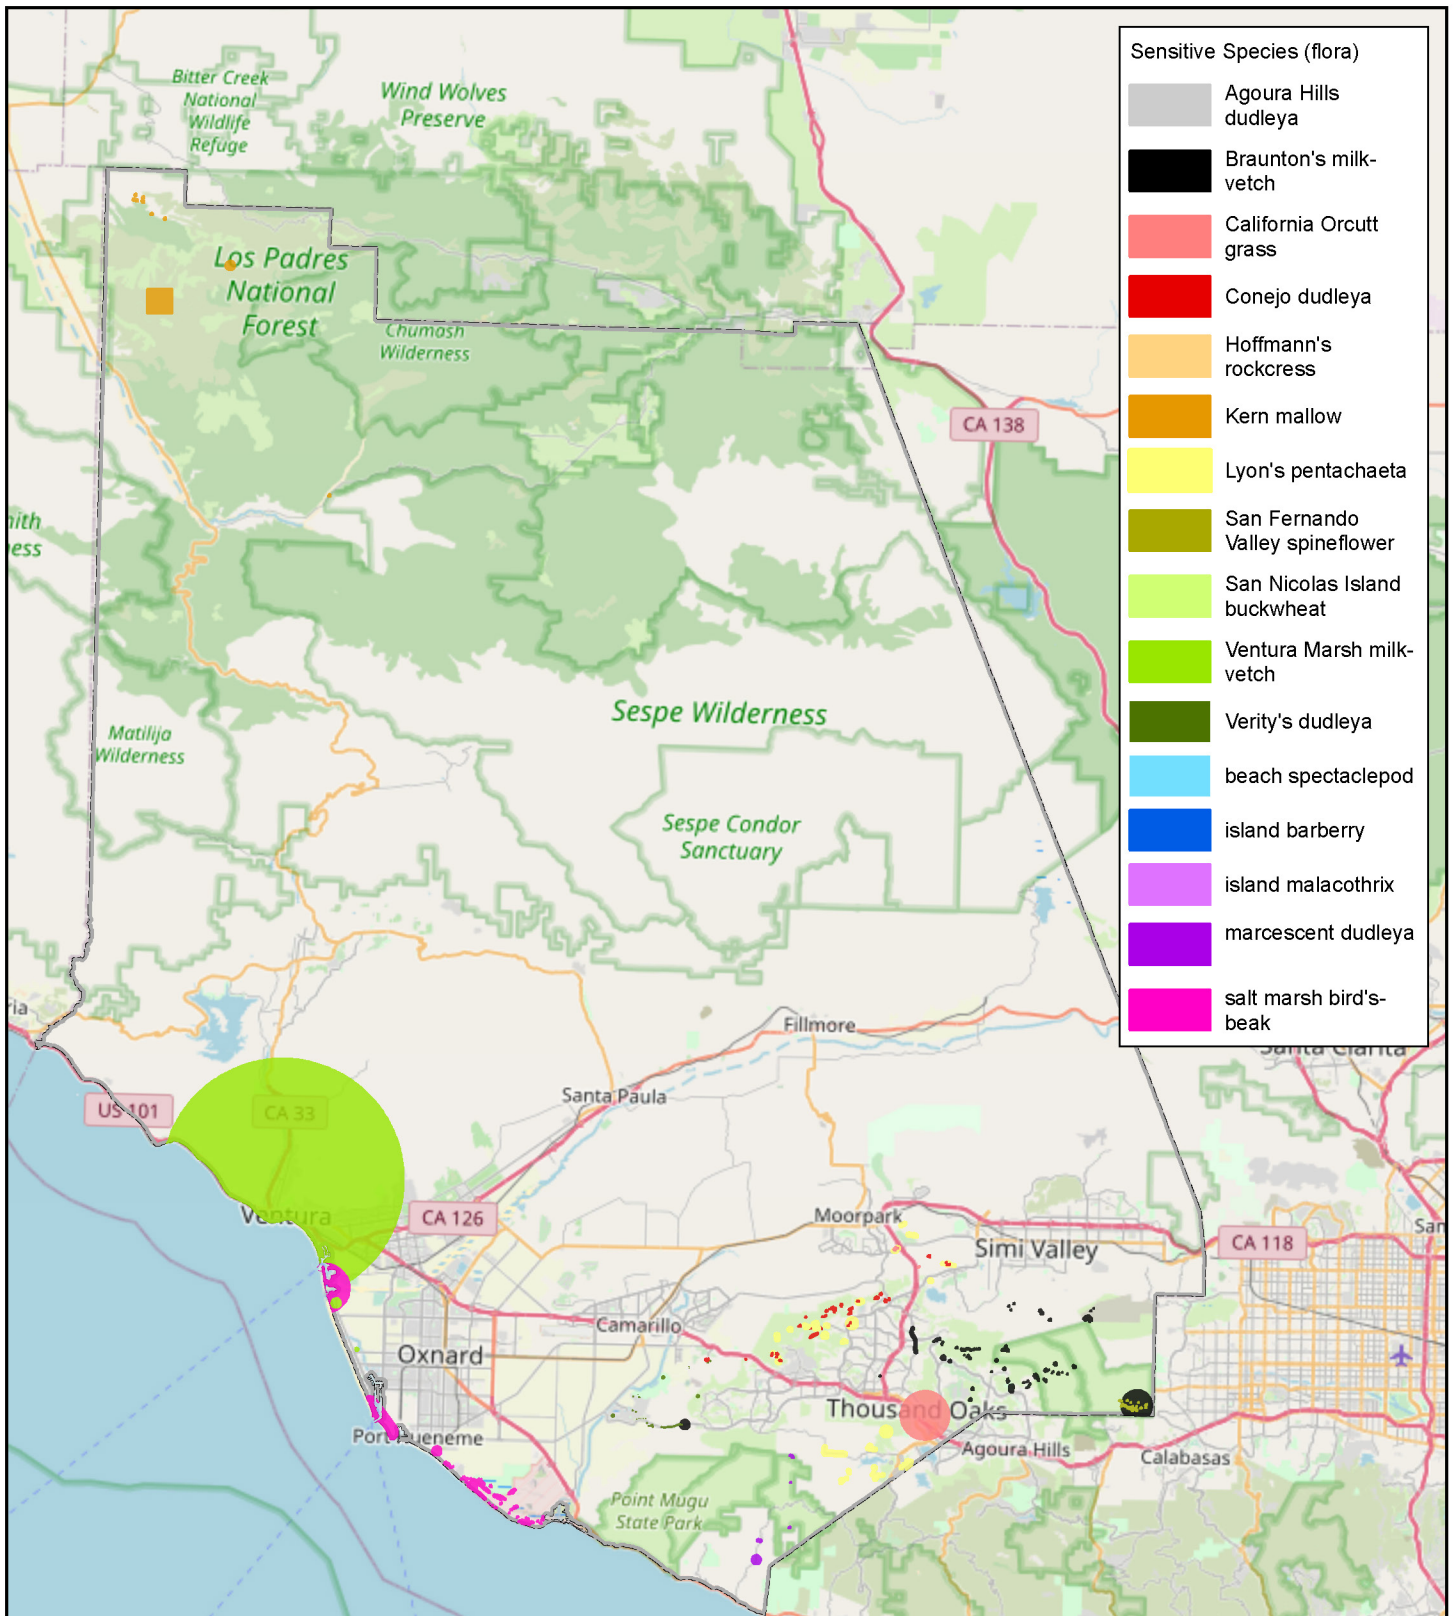 Bitter Creek
National
Wildlife
Refuge
Wind Wolves
Preserve
Los Padres
National
Forest
Chumash
Wilderness
CA 138
ith
ess
Matilija
Wilderness
Sespe Wilderness
Sespe Condor
Sanctuary
ria
Fillmore
Santa Clarita
Santa Paula
US 101
CA 33
Ventura
CA 126
Moorpark
Simi Valley
CA 118
San
Camarillo
Oxnard
Thousand Oaks
Port Hueneme
Agoura Hills
Calabasas
Point Mugu
State Park
Sensitive Species (flora)
Agoura Hills
dudleya
Braunton's milk-
vetch
California Orcutt
grass
Conejo dudleya
Hoffmann's
rockcress
Kern mallow
Lyon's pentachaeta
San Fernando
Valley spineflower
San Nicolas Island
buckwheat
Ventura Marsh milk-
vetch
Verity's dudleya
beach spectaclepod
island barberry
island malacothrix
marcescent dudleya
salt marsh bird's-
beak